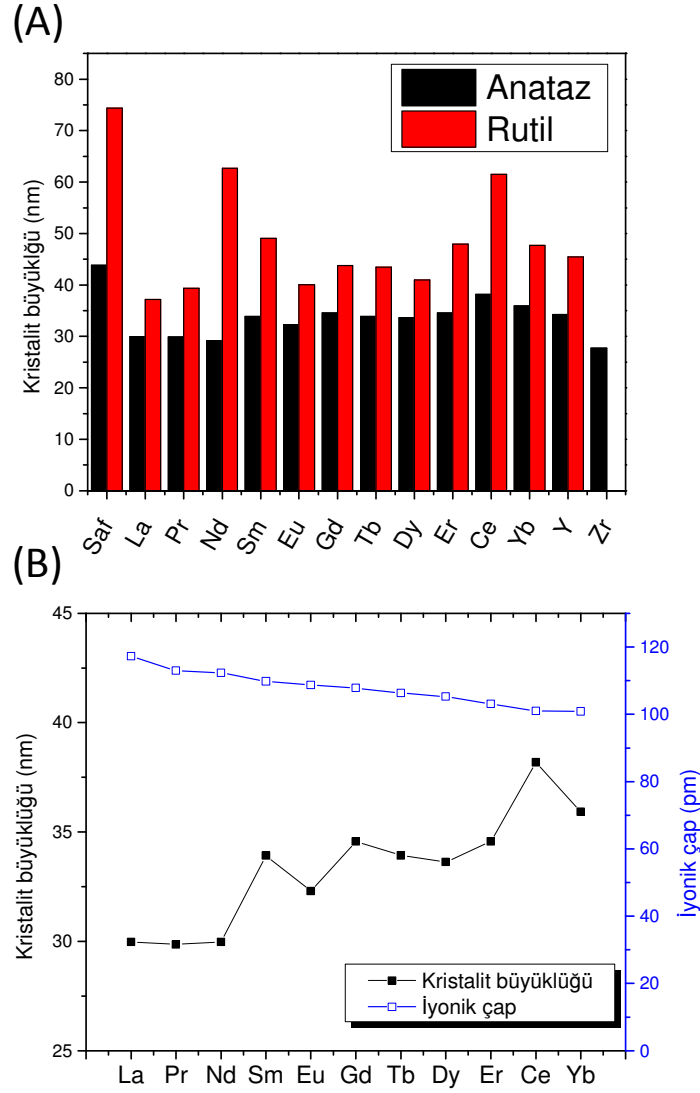 (A)
Anataz
Rutil
Kristalit büyüklğü (nm)
80
70
60
50
40
30
20
10
0
Saf La Pr Nd Sm Eu Gd Tb Dy Er Ce Yb Y Zr
(B)
Kristalit büyüklüğü (nm)
45
40
35
30
25
İyonik çap (pm)
120
100
80
60
40
20
0
Kristalit büyüklüğü
İyonik çap
La Pr Nd Sm Eu Gd Tb Dy Er Ce Yb